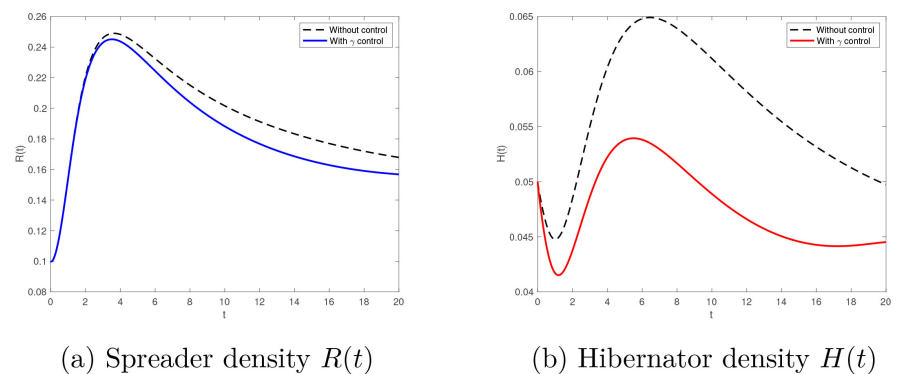 0.26
0.24
0.22
0.2
0.18
0.16
0.14
0.12
0.1
0.08
R(t)
0 2 4 6 8 10 12 14 16 18 20
t
Without control
With γ control
(a) Spreader density R(t)
0.065
0.06
0.055
0.05
0.045
0.04
H(t)
0 2 4 6 8 10 12 14 16 18 20
t
Without control
With γ control
(b) Hibernator density H(t)